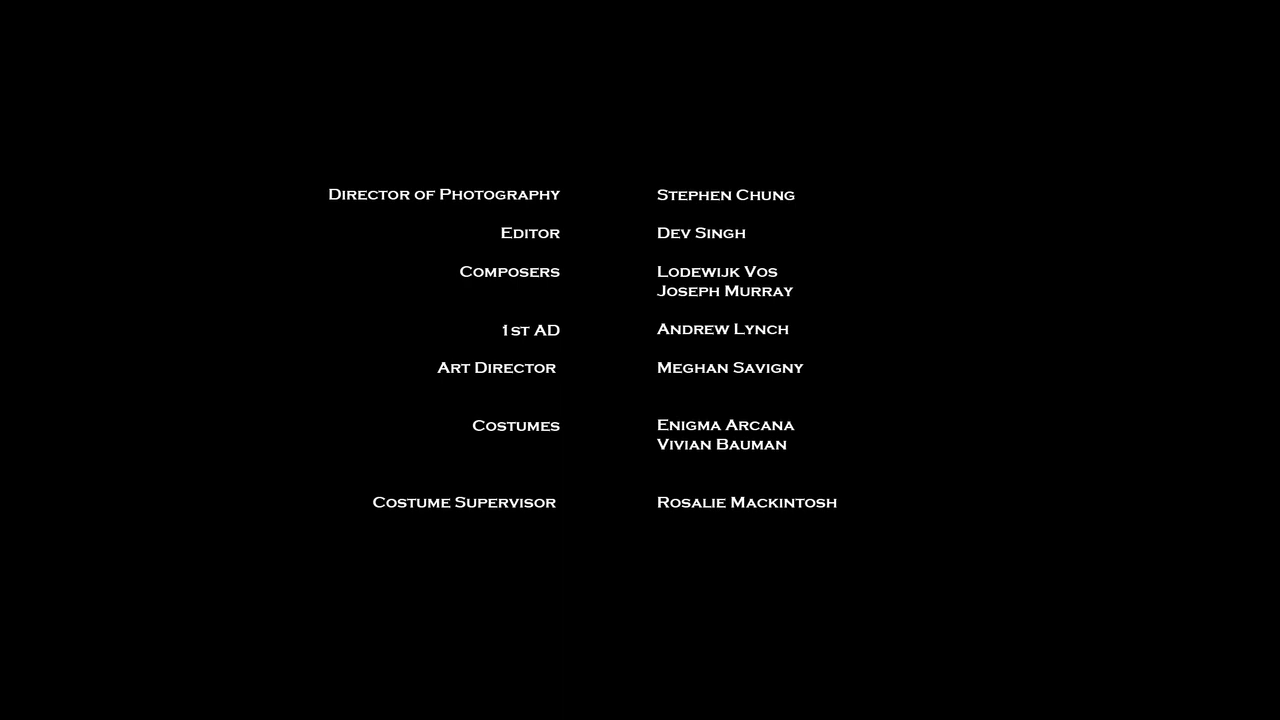 Director of Photography Stephen Chung
Editor Dev Singh
Composers Lodewijk Vos
Joseph Murray
1st AD Andrew Lynch
Art Director Meghan Savigny
Costumes Enigma Arcana
Vivian Bauman
Costume Supervisor Rosalie Mackintosh